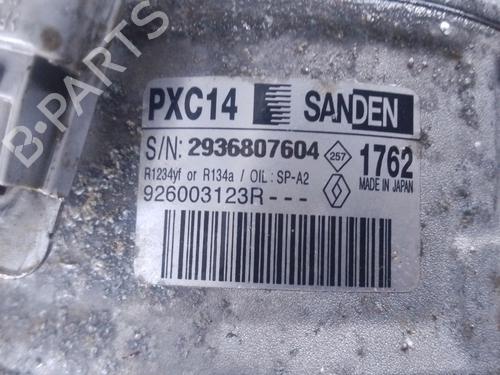 B-PARTS
PXC14 SANDEN
S/N: 2936807604 257 1762
R1234yf or R134a / OIL: SP-A2 MADE IN JAPAN
926003123R---